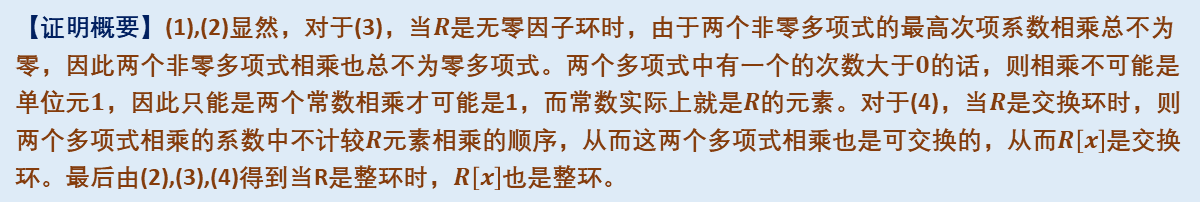 【证明概要】(1),(2)显然，对于(3)，当R是无零因子环时，由于两个非零多项式的最高次项系数相乘总不为
零，因此两个非零多项式相乘也总不为零多项式。两个多项式中有一个的次数大于0的话，则相乘不可能是
单位元1，因此只能是两个常数相乘才可能是1，而常数实际上就是R的元素。对于(4)，当R是交换环时，则
两个多项式相乘的系数中不计较R元素相乘的顺序，从而这两个多项式相乘也是可交换的，从而R[x]是交换
环。最后由(2),(3),(4)得到当R是整环时，R[x]也是整环。